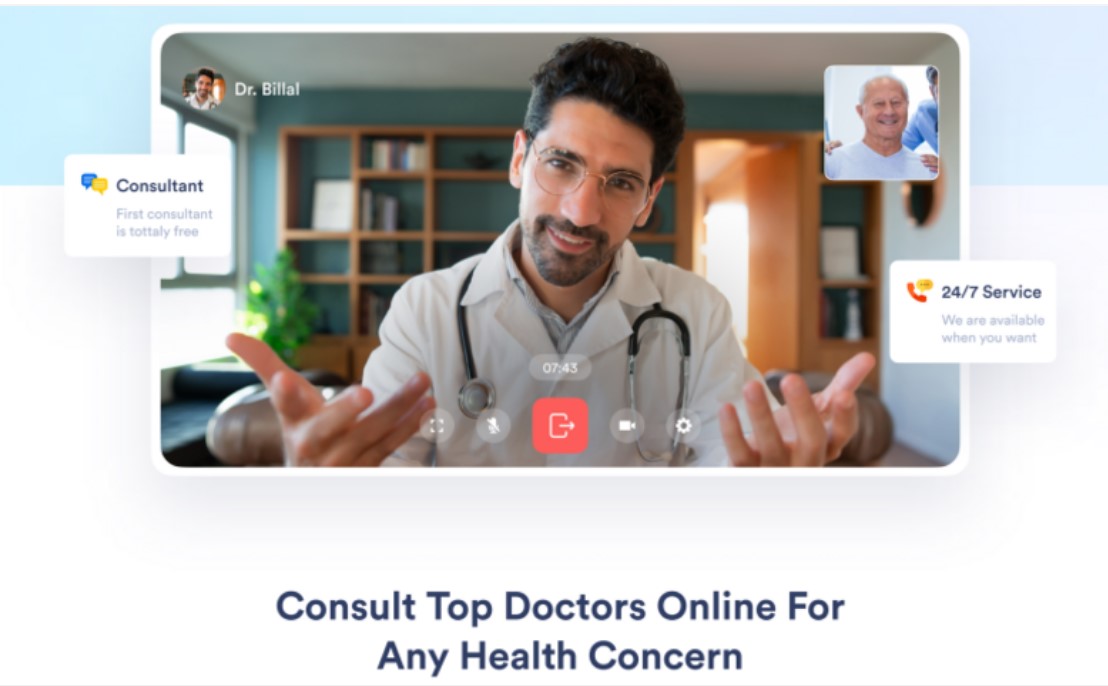 Dr. Billal
Consultant
First consultant
is tottaly free
24/7 Service
We are available
when you want
07:43
Consult Top Doctors Online For
Any Health Concern